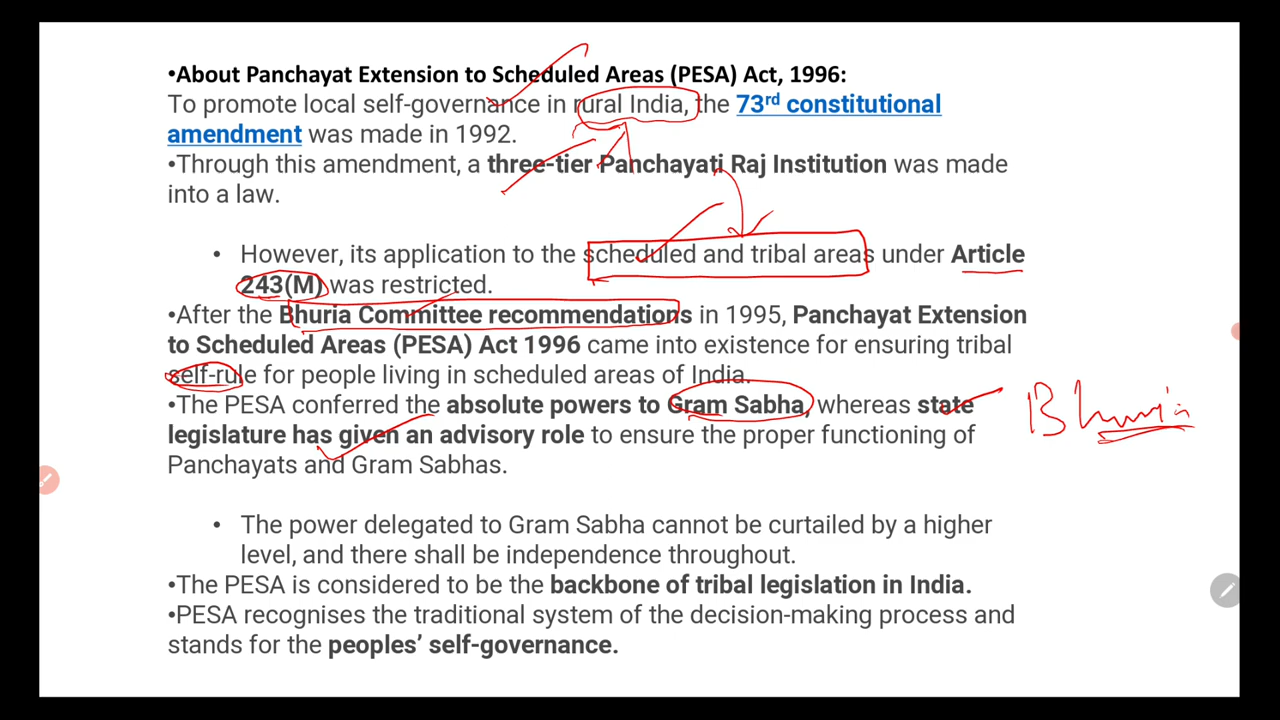 •About Panchayat Extension to Scheduled Areas (PESA) Act, 1996:
To promote local self-governance in rural India, the 73rd constitutional
amendment was made in 1992.
•Through this amendment, a three-tier Panchayati Raj Institution was made
into a law.
• However, its application to the scheduled and tribal areas under Article
243(M) was restricted.
•After the Bhuria Committee recommendations in 1995, Panchayat Extension
to Scheduled Areas (PESA) Act 1996 came into existence for ensuring tribal
self-rule for people living in scheduled areas of India.
•The PESA conferred the absolute powers to Gram Sabha, whereas state
legislature has given an advisory role to ensure the proper functioning of
Panchayats and Gram Sabhas.
Bhuria
• The power delegated to Gram Sabha cannot be curtailed by a higher
level, and there shall be independence throughout.
•The PESA is considered to be the backbone of tribal legislation in India.
•PESA recognises the traditional system of the decision-making process and
stands for the peoples’ self-governance.